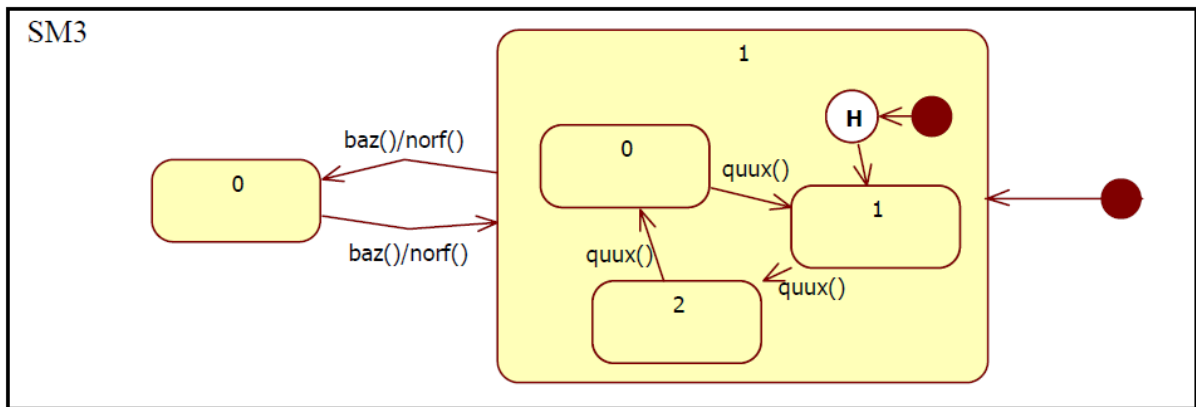 SM3
1
H
baz()/norf()
0
quux()
0
1
baz()/norf()
quux()
quux()
2